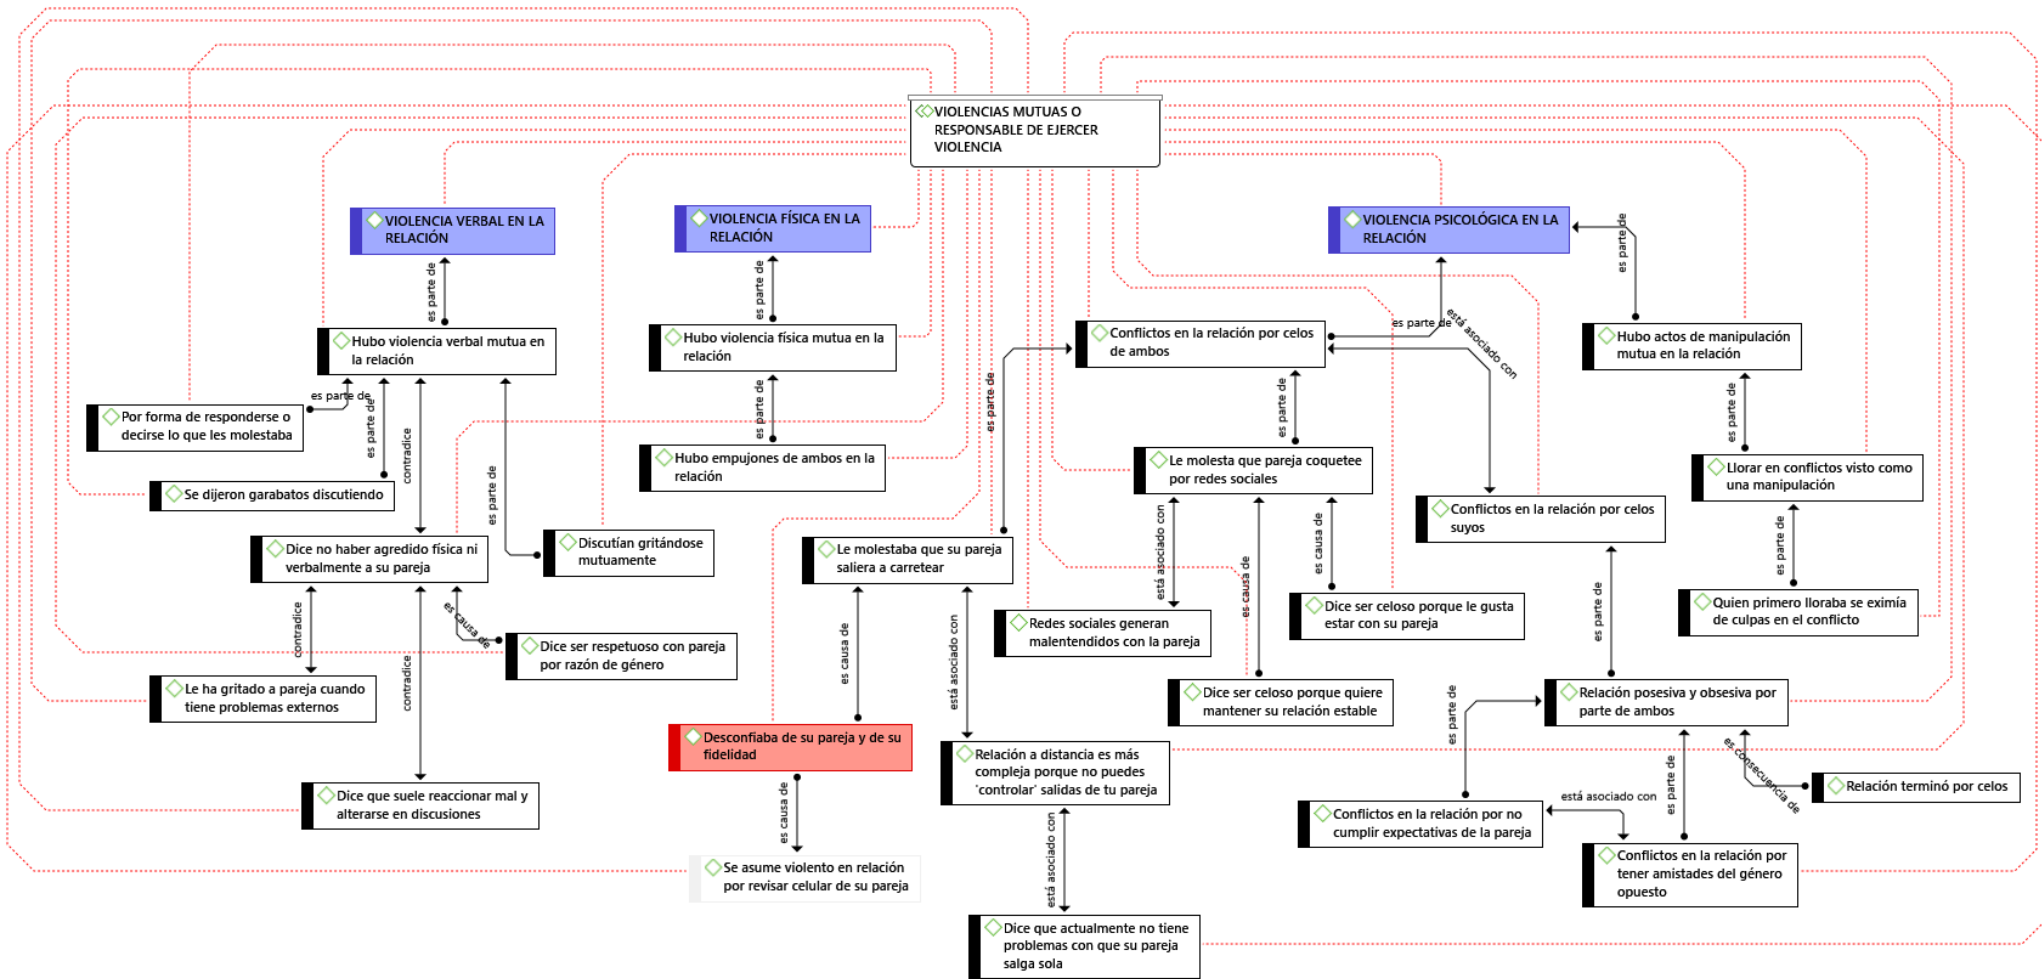 VIOLENCIAS MUTUAS O
RESPONSABLE DE EJERCER
VIOLENCIA
VIOLENCIA VERBAL EN LA
RELACIÓN
VIOLENCIA FÍSICA EN LA
RELACIÓN
VIOLENCIA PSICOLÓGICA EN LA
RELACIÓN
es parte de
es parte de
es parte de
es parte de
está asociado con
Hubo violencia verbal mutua en
la relación
Hubo violencia física mutua en la
relación
Conflictos en la relación por celos
de ambos
Hubo actos de manipulación
mutua en la relación
es parte de
es parte de
contradice
es parte de
es parte de
es parte de
es parte de
es parte de
Por forma de responderse o
decirse lo que les molestaba
Hubo empujones de ambos en la
relación
Le molesta que pareja coquetee
por redes sociales
Llorar en conflictos visto como
una manipulación
Se dijeron garabatos discutiendo
Conflictos en la relación por celos
suyos
Dice no haber agredido física ni
verbalmente a su pareja
Discutían gritándose
mutuamente
Le molestaba que su pareja
saliera a carretear
está asociado con
es causa de
es causa de
es parte de
es parte de
contradice
contradice
es causa de
es causa de
está asociado con
Redes sociales generan
malentendidos con la pareja
Dice ser celoso porque le gusta
estar con su pareja
Quien primero lloraba se eximía
de culpas en el conflicto
Dice ser respetuoso con pareja
por razón de género
Le ha gritado a pareja cuando
tiene problemas externos
Dice ser celoso porque quiere
mantener su relación estable
Relación posesiva y obsesiva por
parte de ambos
Desconfiaba de su pareja y de su
fidelidad
Relación a distancia es más
compleja porque no puedes
'controlar' salidas de tu pareja
es parte de
es parte de
es consecuencia de
Relación terminó por celos
Dice que suele reaccionar mal y
alterarse en discusiones
es causa de
está asociado con
está asociado con
Conflictos en la relación por no
cumplir expectativas de la pareja
Se asume violento en relación
por revisar celular de su pareja
Conflictos en la relación por
tener amistades del género
opuesto
Dice que actualmente no tiene
problemas con que su pareja
salga sola